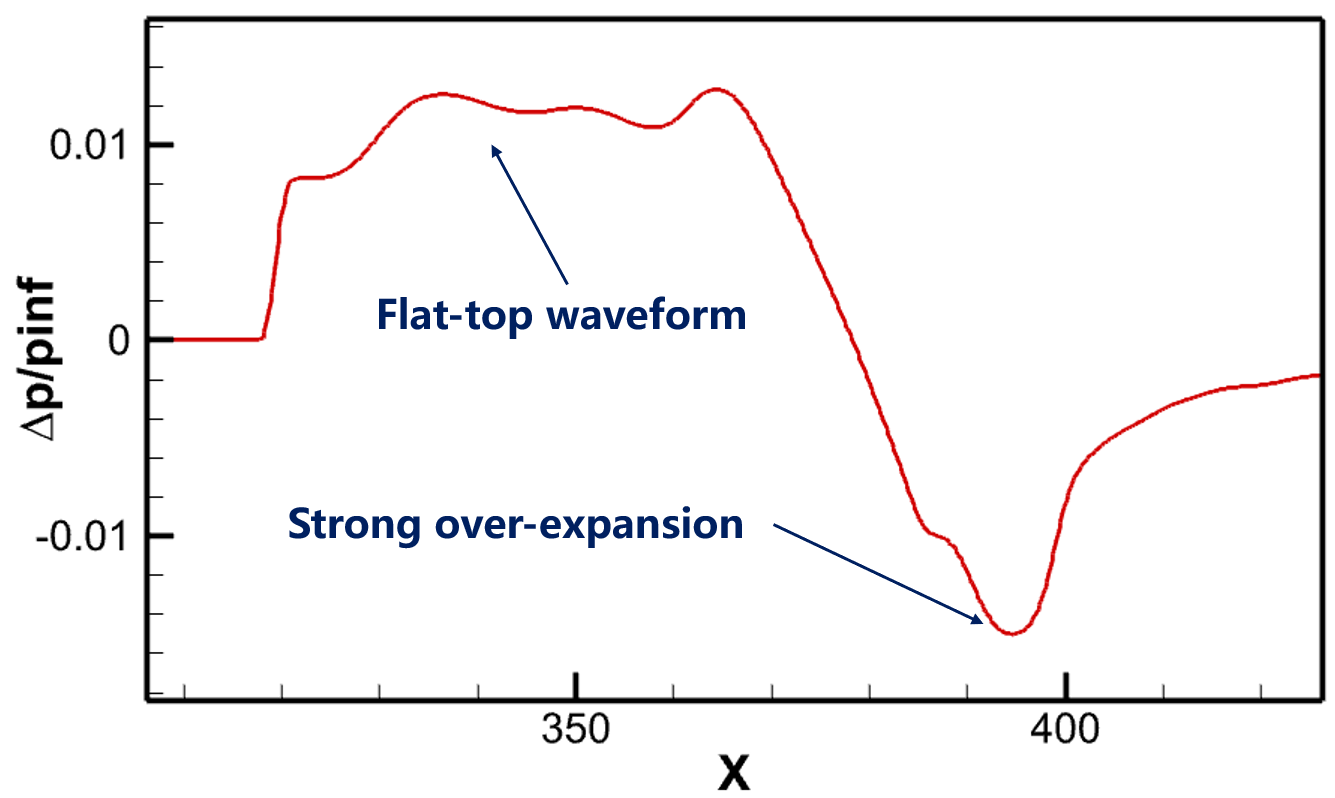 0.01
Flat-top waveform
0
Δp/pinf
Strong over-expansion
-0.01
350
400
X